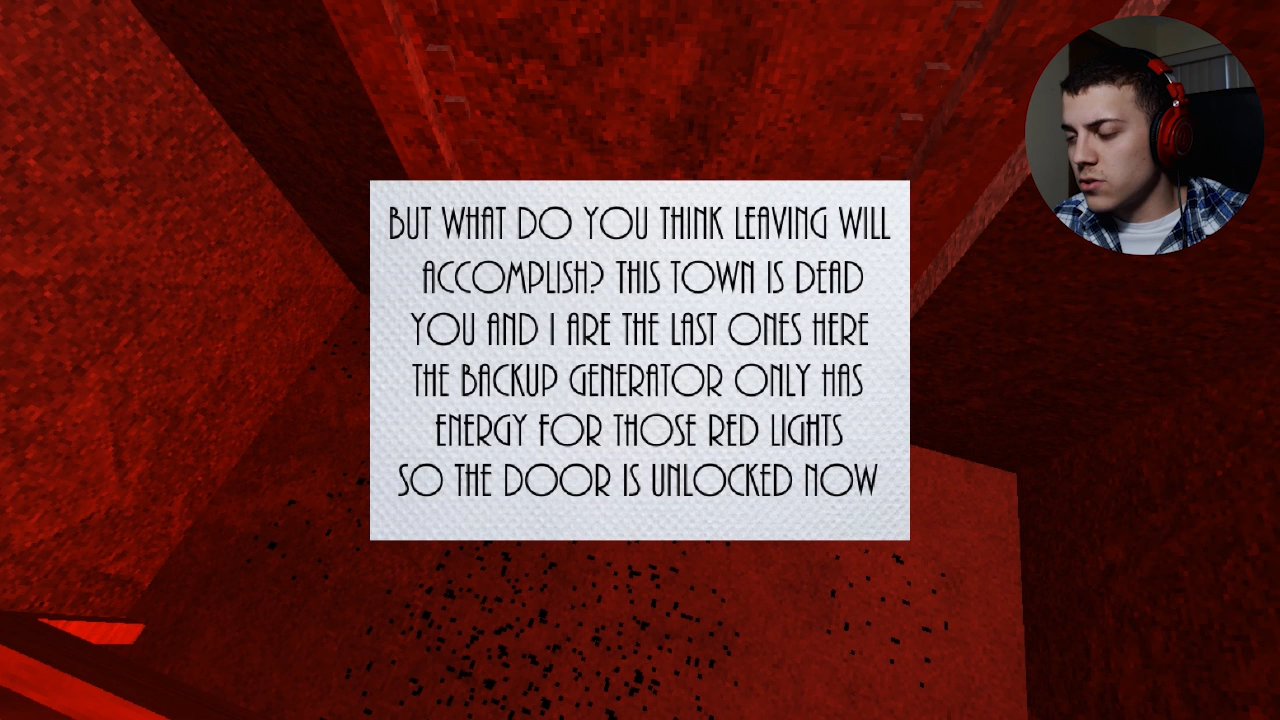 BUT WHAT DO YOU THINK LEAVING WILL
ACCOMPLISH? THIS TOWN IS DEAD
YOU AND I ARE THE LAST ONES HERE
THE BACKUP GENERATOR ONLY HAS
ENERGY FOR THOSE RED LIGHTS
SO THE DOOR IS UNLOCKED NOW